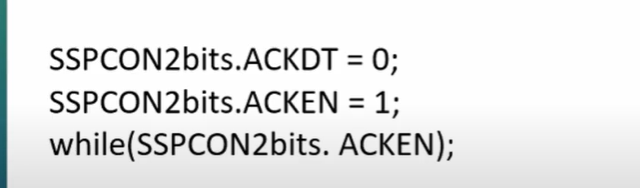 SSPCON2bits.ACKDT = 0;
SSPCON2bits.ACKEN = 1;
while(SSPCON2bits. ACKEN);